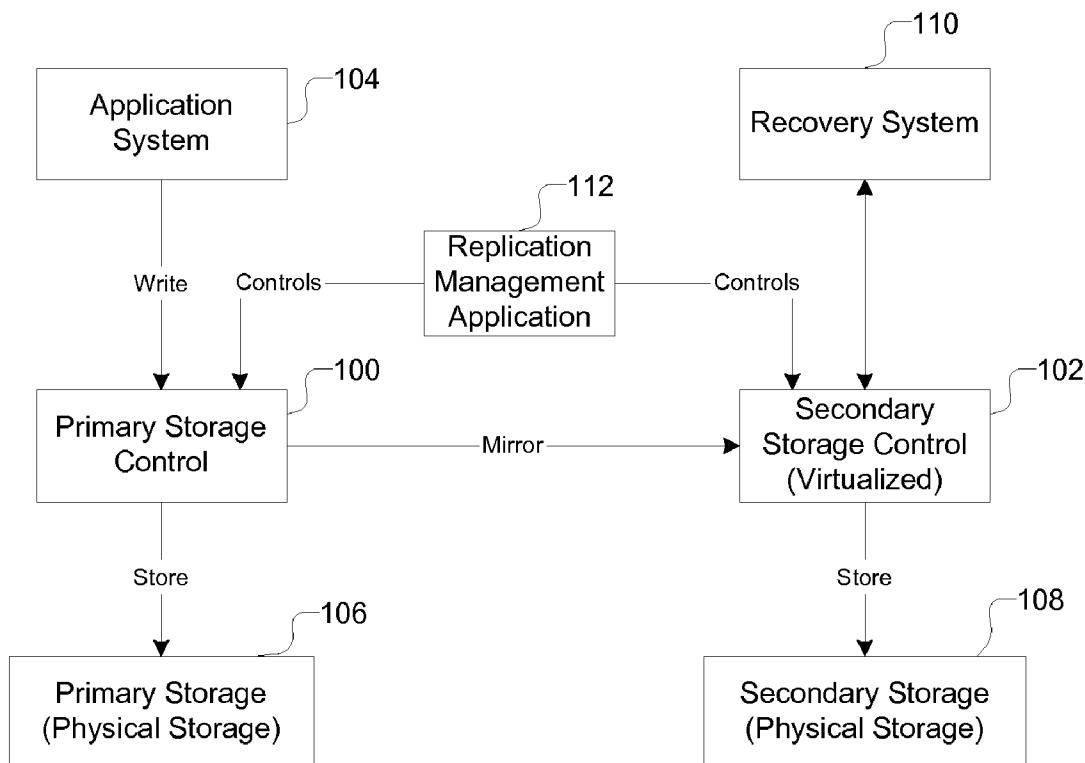 110
104
Application
System
Recovery System
112
Replication
Management
Application
Write
Controls
Controls
100
102
Primary Storage
Control
Mirror
Secondary
Storage Control
(Virtualized)
Store
Store
106
108
Primary Storage
(Physical Storage)
Secondary Storage
(Physical Storage)